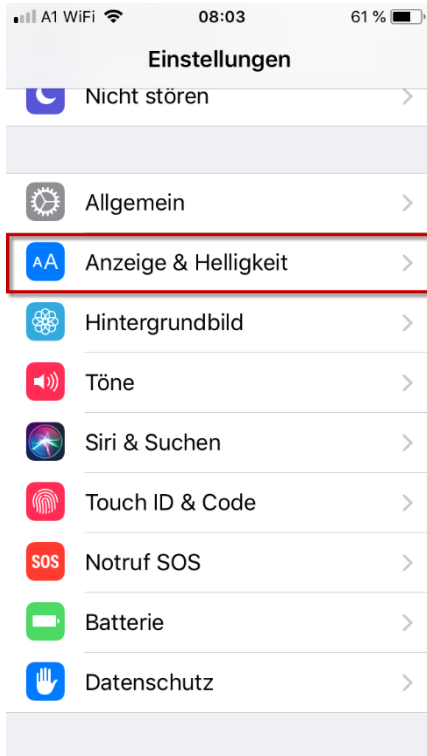 A1 WiFi 08:03 61 %
Einstellungen
Nicht stören
Allgemein
AA Anzeige & Helligkeit
Hintergrundbild
Töne
Siri & Suchen
Touch ID & Code
SOS Notruf SOS
Batterie
Datenschutz